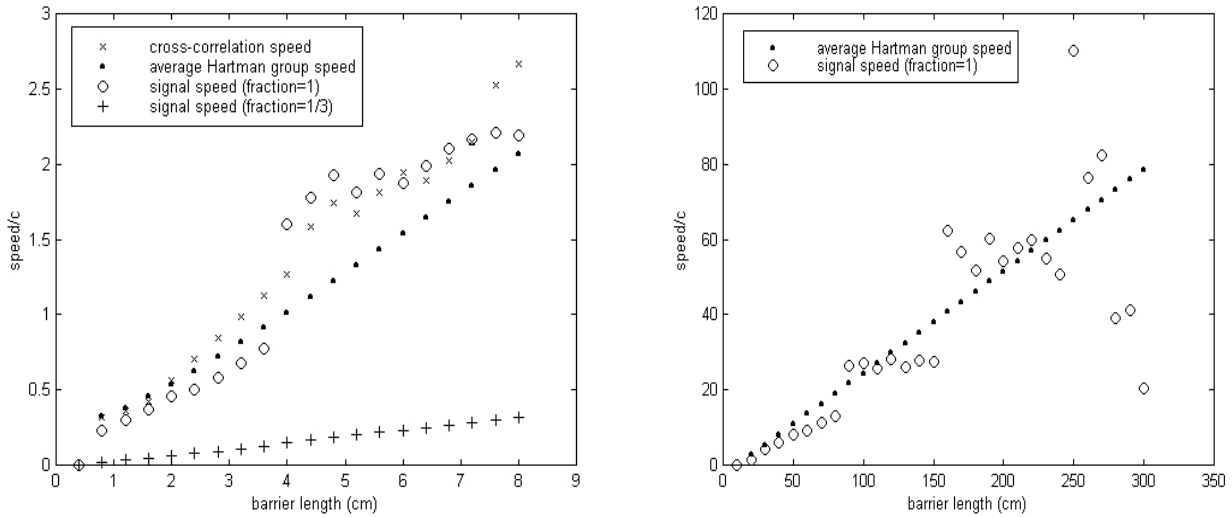 3
2.5
2
1.5
1
0.5
0
0 1 2 3 4 5 6 7 8 9
speed/c
barrier length (cm)
cross-correlation speed
average Hartman group speed
signal speed (fraction=1)
signal speed (fraction=1/3)
120
100
80
60
40
20
0
0 50 100 150 200 250 300 350
speed/c
barrier length (cm)
average Hartman group speed
signal speed (fraction=1)